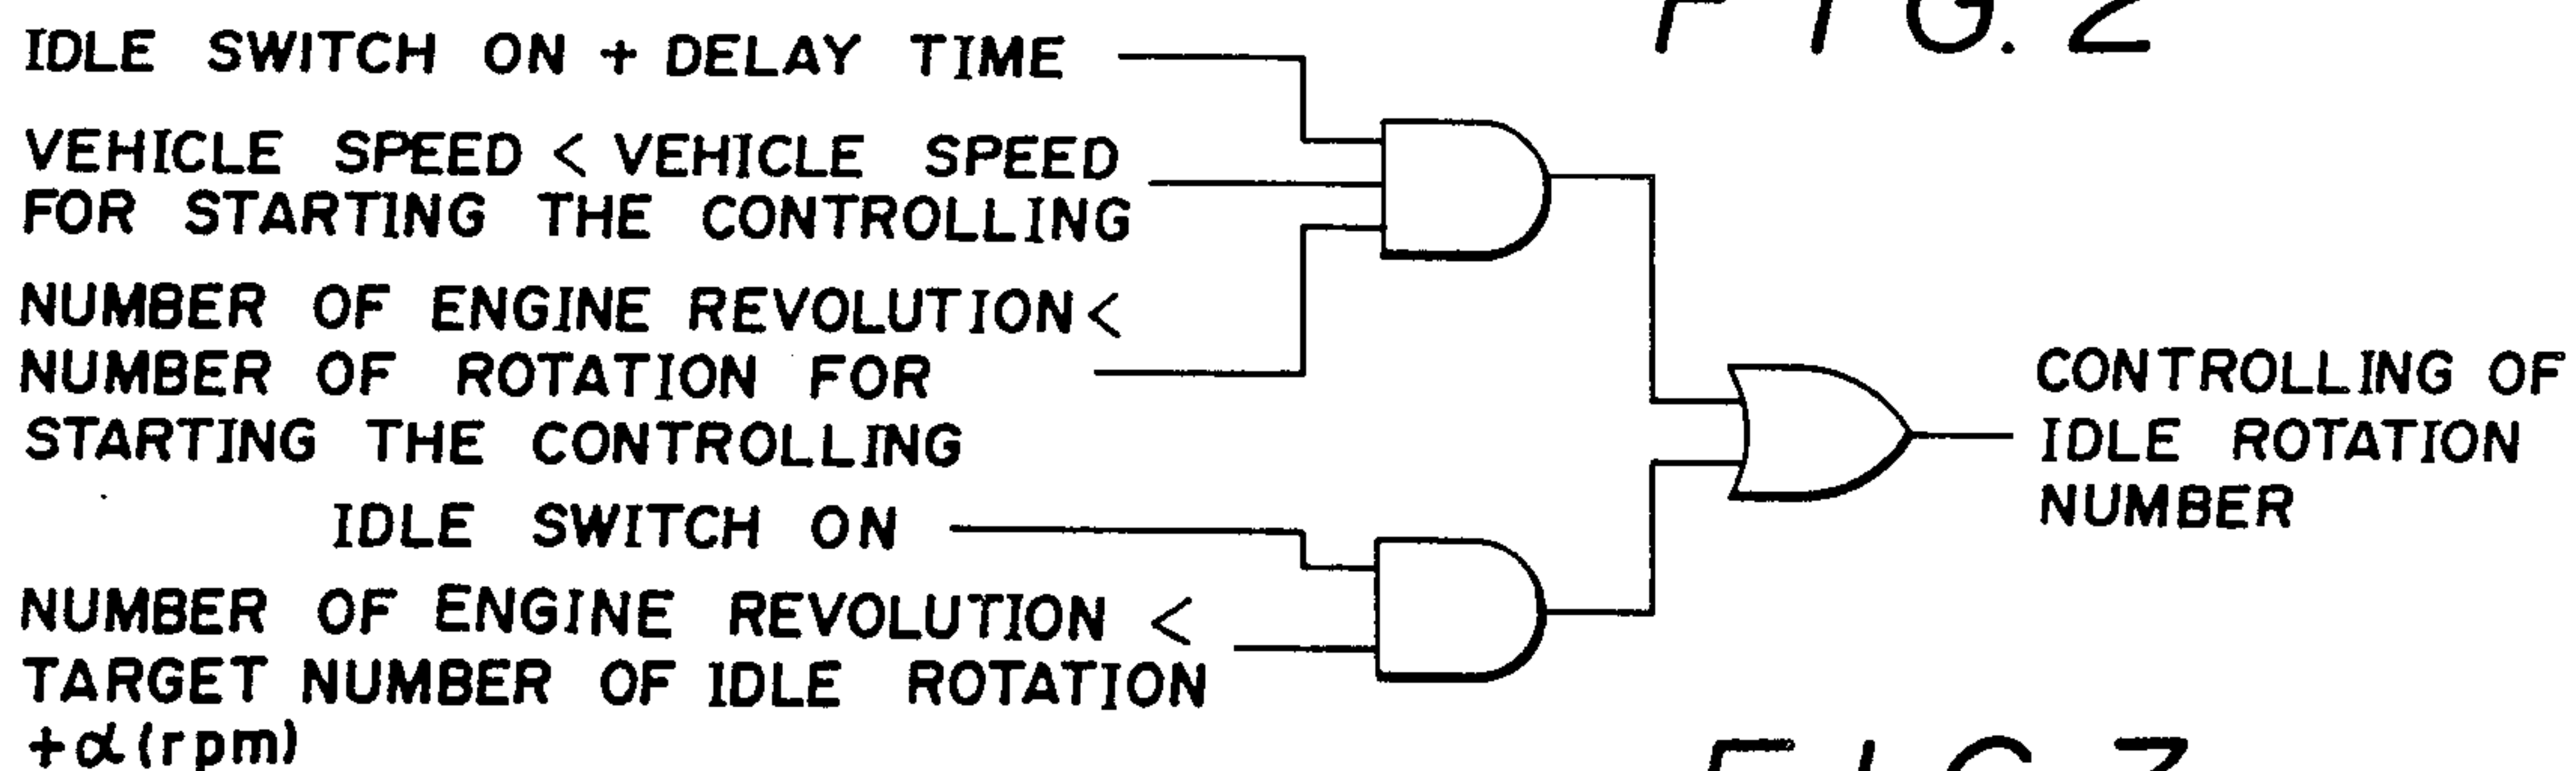 FIG. 2
IDLE SWITCH ON + DELAY TIME
VEHICLE SPEED < VEHICLE SPEED
FOR STARTING THE CONTROLLING
NUMBER OF ENGINE REVOLUTION <
NUMBER OF ROTATION FOR
STARTING THE CONTROLLING
IDLE SWITCH ON
NUMBER OF ENGINE REVOLUTION <
TARGET NUMBER OF IDLE ROTATION
+α(rpm)
CONTROLLING OF
IDLE ROTATION
NUMBER